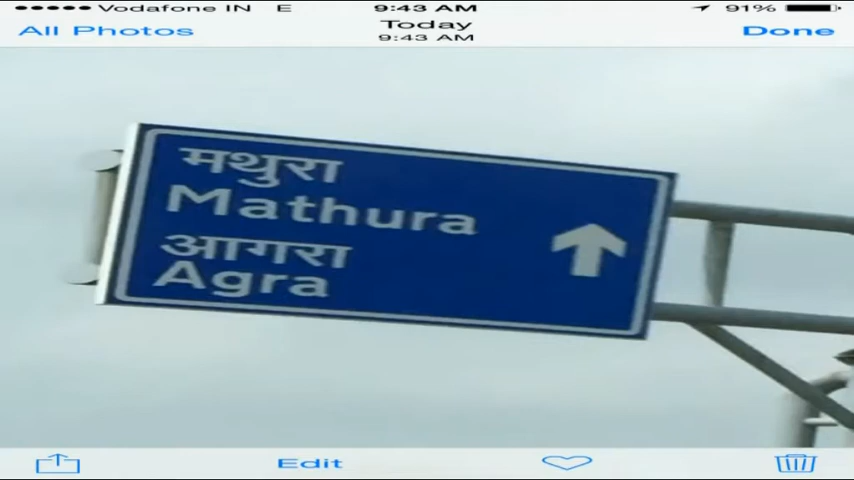 Vodafone IN E 9:43 AM 91%
All Photos Today Done
9:43 AM
मथुरा
Mathura
आगरा
Agra
Edit